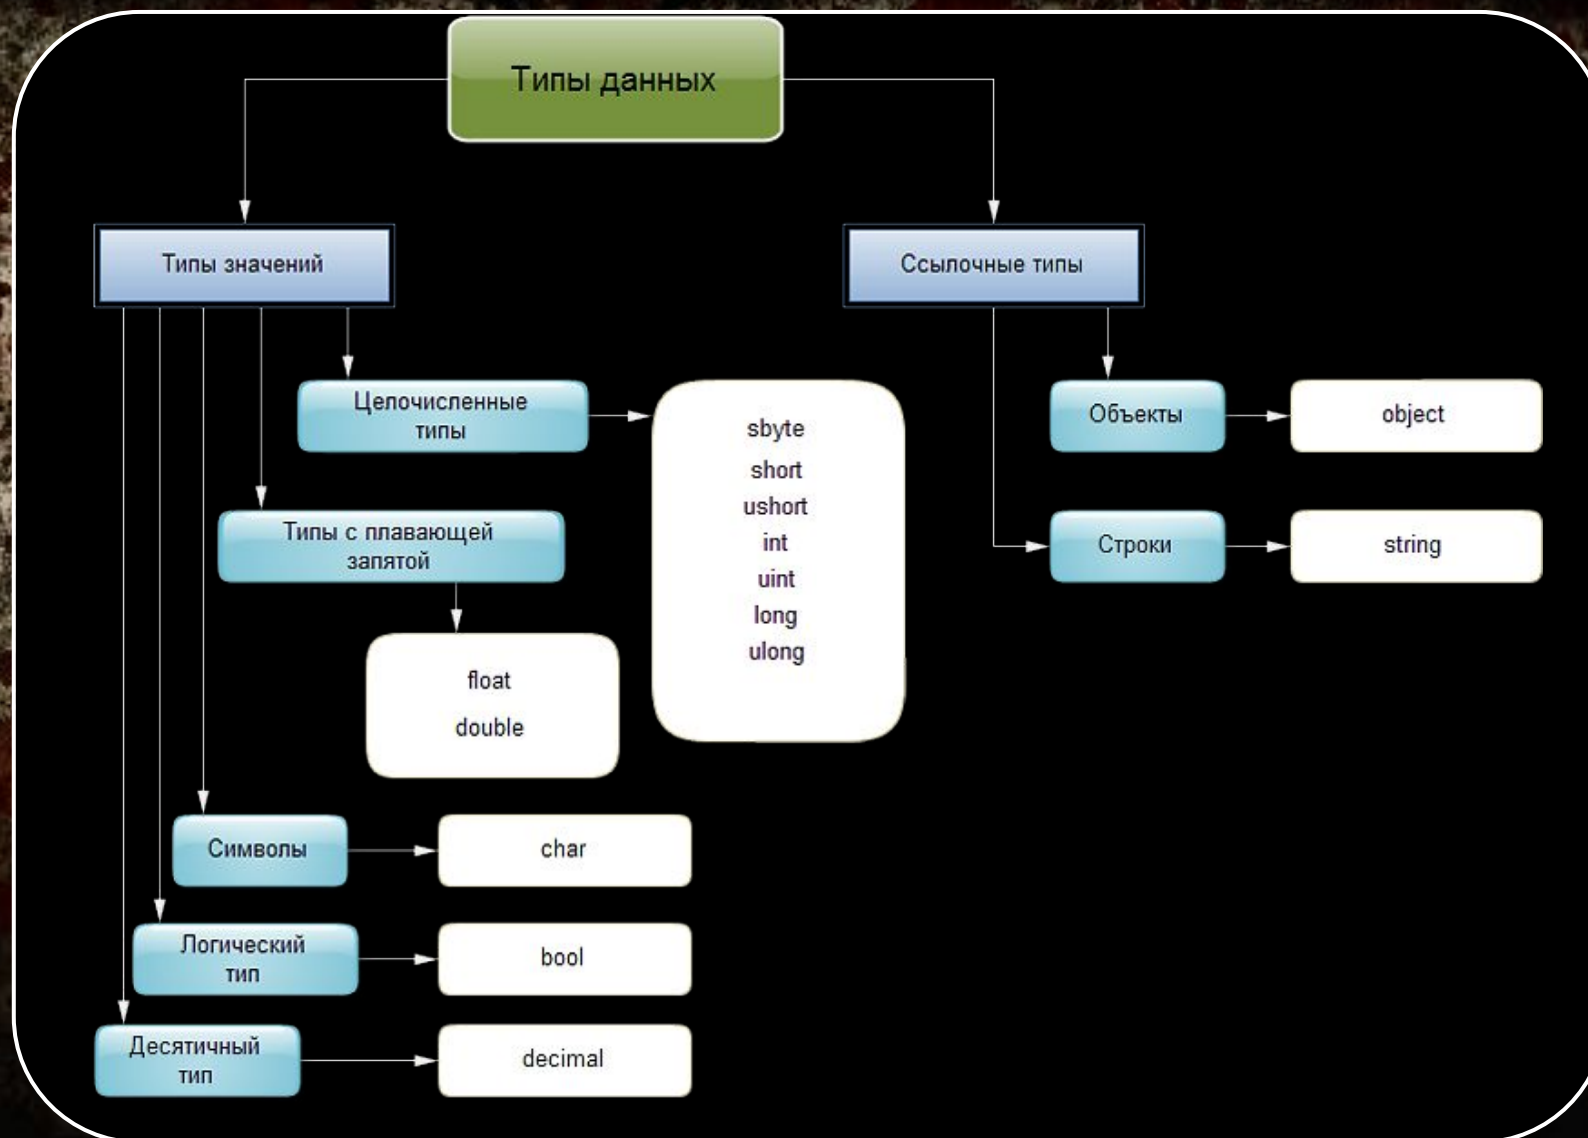 Типы данных
Типы значений
Ссылочные типы
Целочисленные
типы
sbyte
short
ushort
int
uint
long
ulong
Объекты
object
Типы с плавающей
запятой
float
double
Строки
string
Символы
char
Логический
тип
bool
Десятичный
тип
decimal